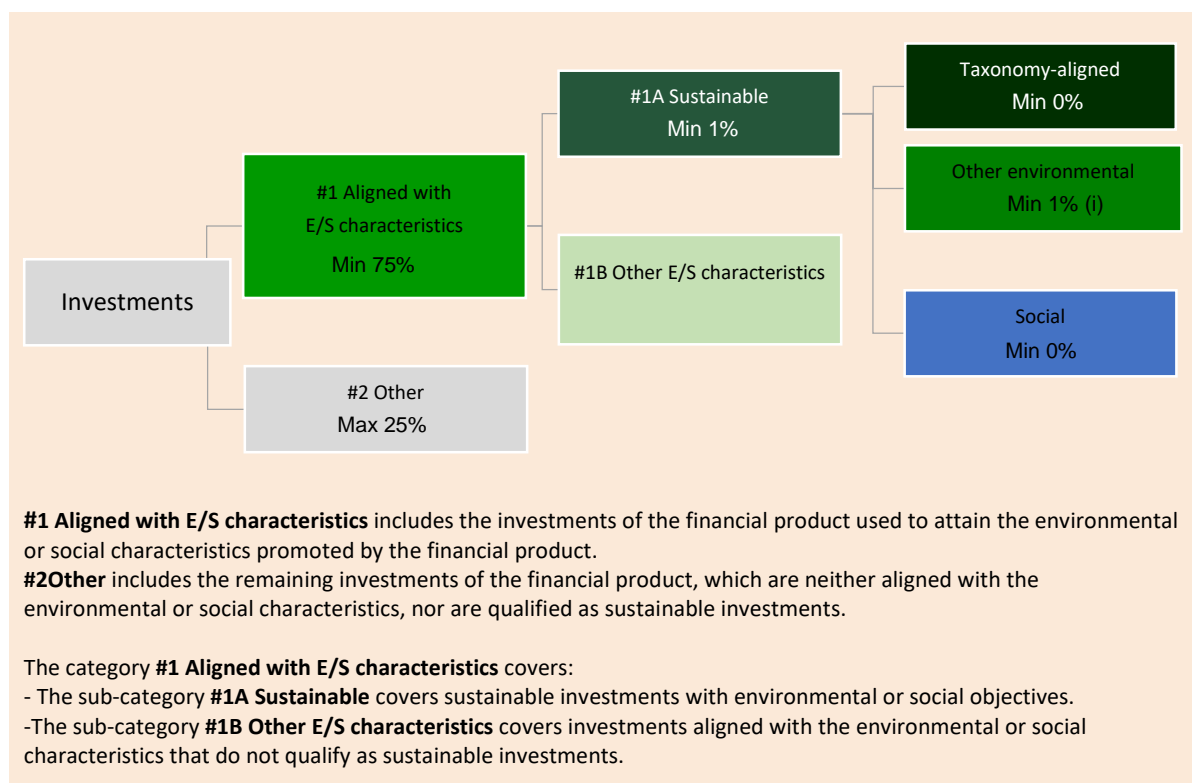 Investments
#1 Aligned with
E/S characteristics
Min 75%
#2 Other
Max 25%
#1A Sustainable
Min 1%
#1B Other E/S characteristics
Taxonomy-aligned
Min 0%
Other environmental
Min 1% (i)
Social
Min 0%
#1 Aligned with E/S characteristics includes the investments of the financial product used to attain the environmental
or social characteristics promoted by the financial product.
#2Other includes the remaining investments of the financial product, which are neither aligned with the
environmental or social characteristics, nor are qualified as sustainable investments.
The category #1 Aligned with E/S characteristics covers:
- The sub-category #1A Sustainable covers sustainable investments with environmental or social objectives.
-The sub-category #1B Other E/S characteristics covers investments aligned with the environmental or social
characteristics that do not qualify as sustainable investments.